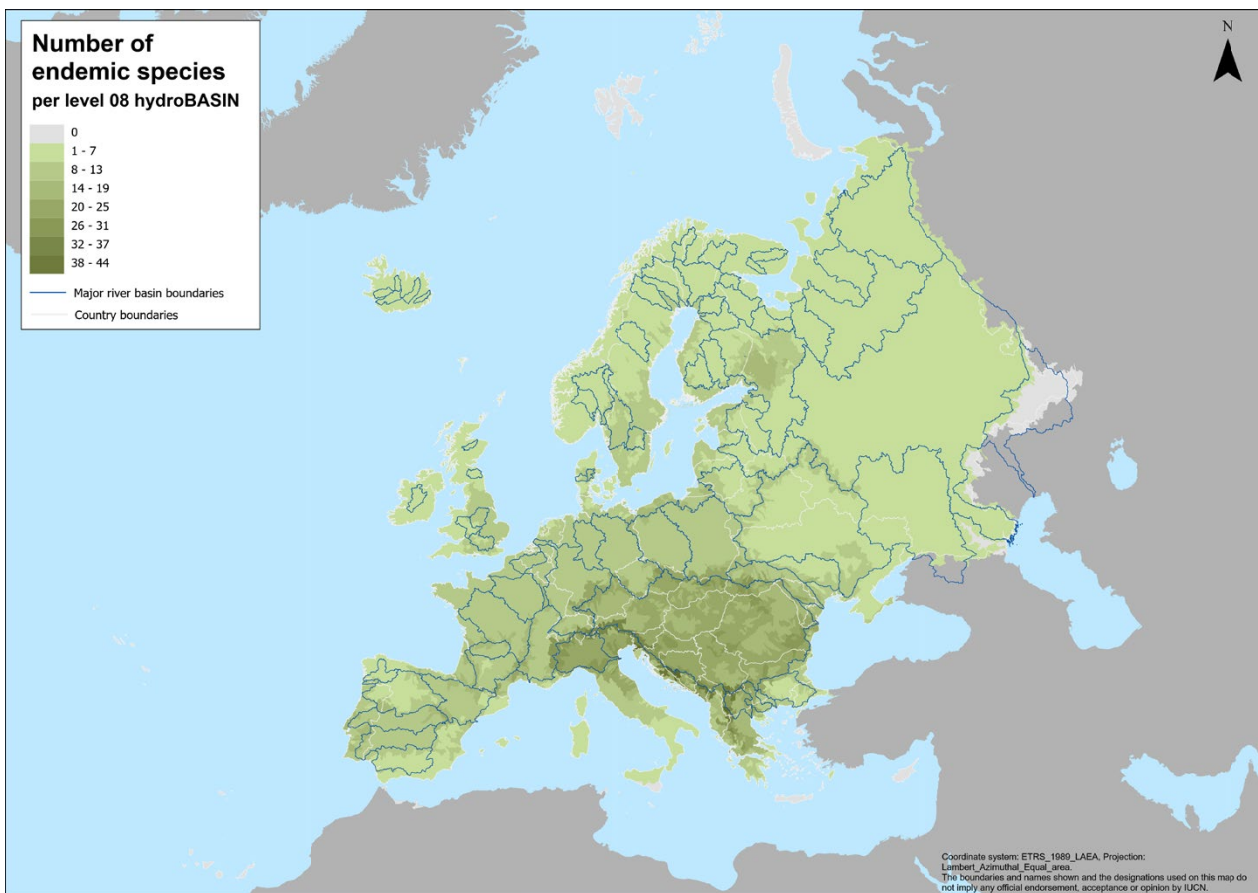 Number of
endemic species
per level 08 hydroBASIN
0
1 - 7
8 - 13
14 - 19
20 - 25
26 - 31
32 - 37
38 - 44
Major river basin boundaries
Country boundaries
N
Coordinate system: ETRS_1989_LAEA, Projection:
Lambert_Azimuthal_Equal_area.
The boundaries and names shown and the designations used on this map do
not imply any official endorsement, acceptance or opinion by IUCN.